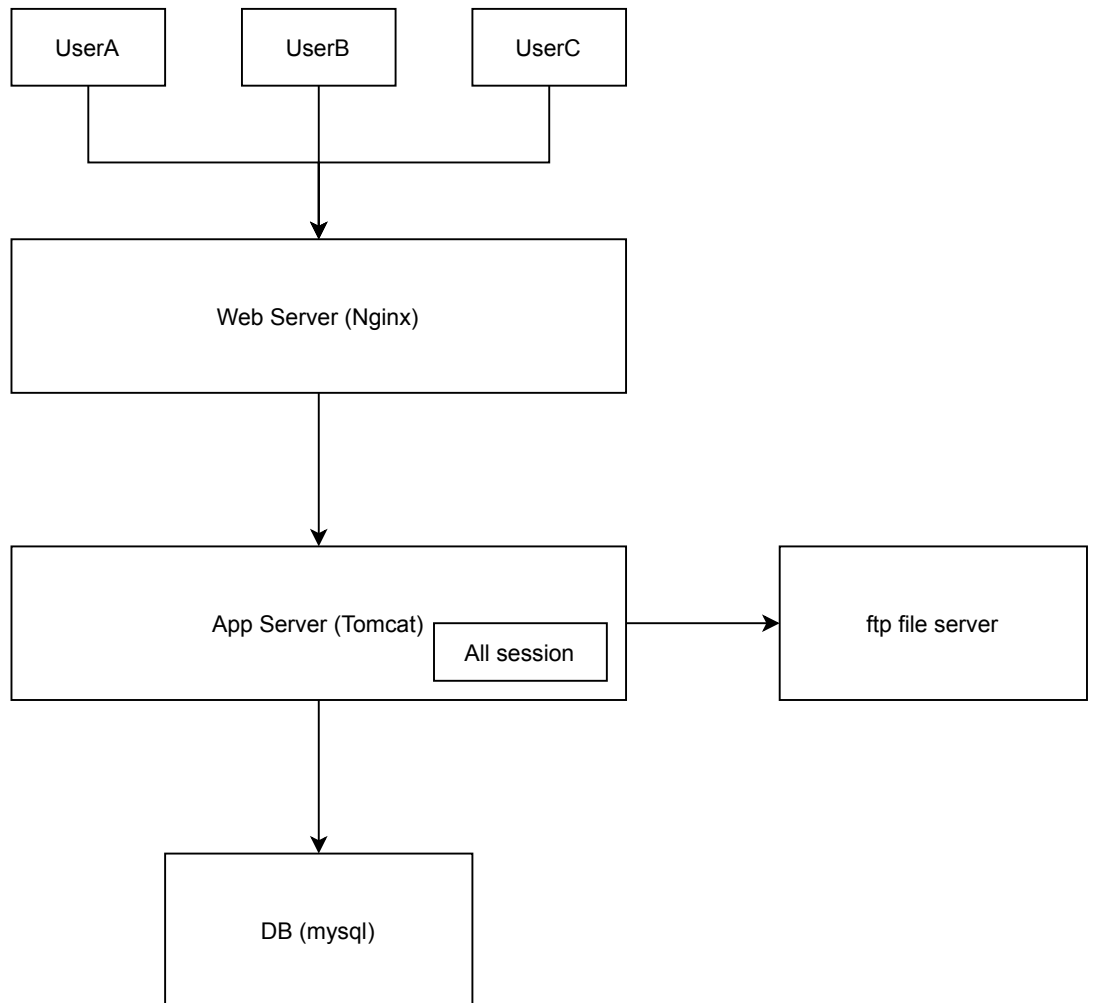 UserA
UserB
UserC
Web Server (Nginx)
App Server (Tomcat)
All session
ftp file server
DB (mysql)